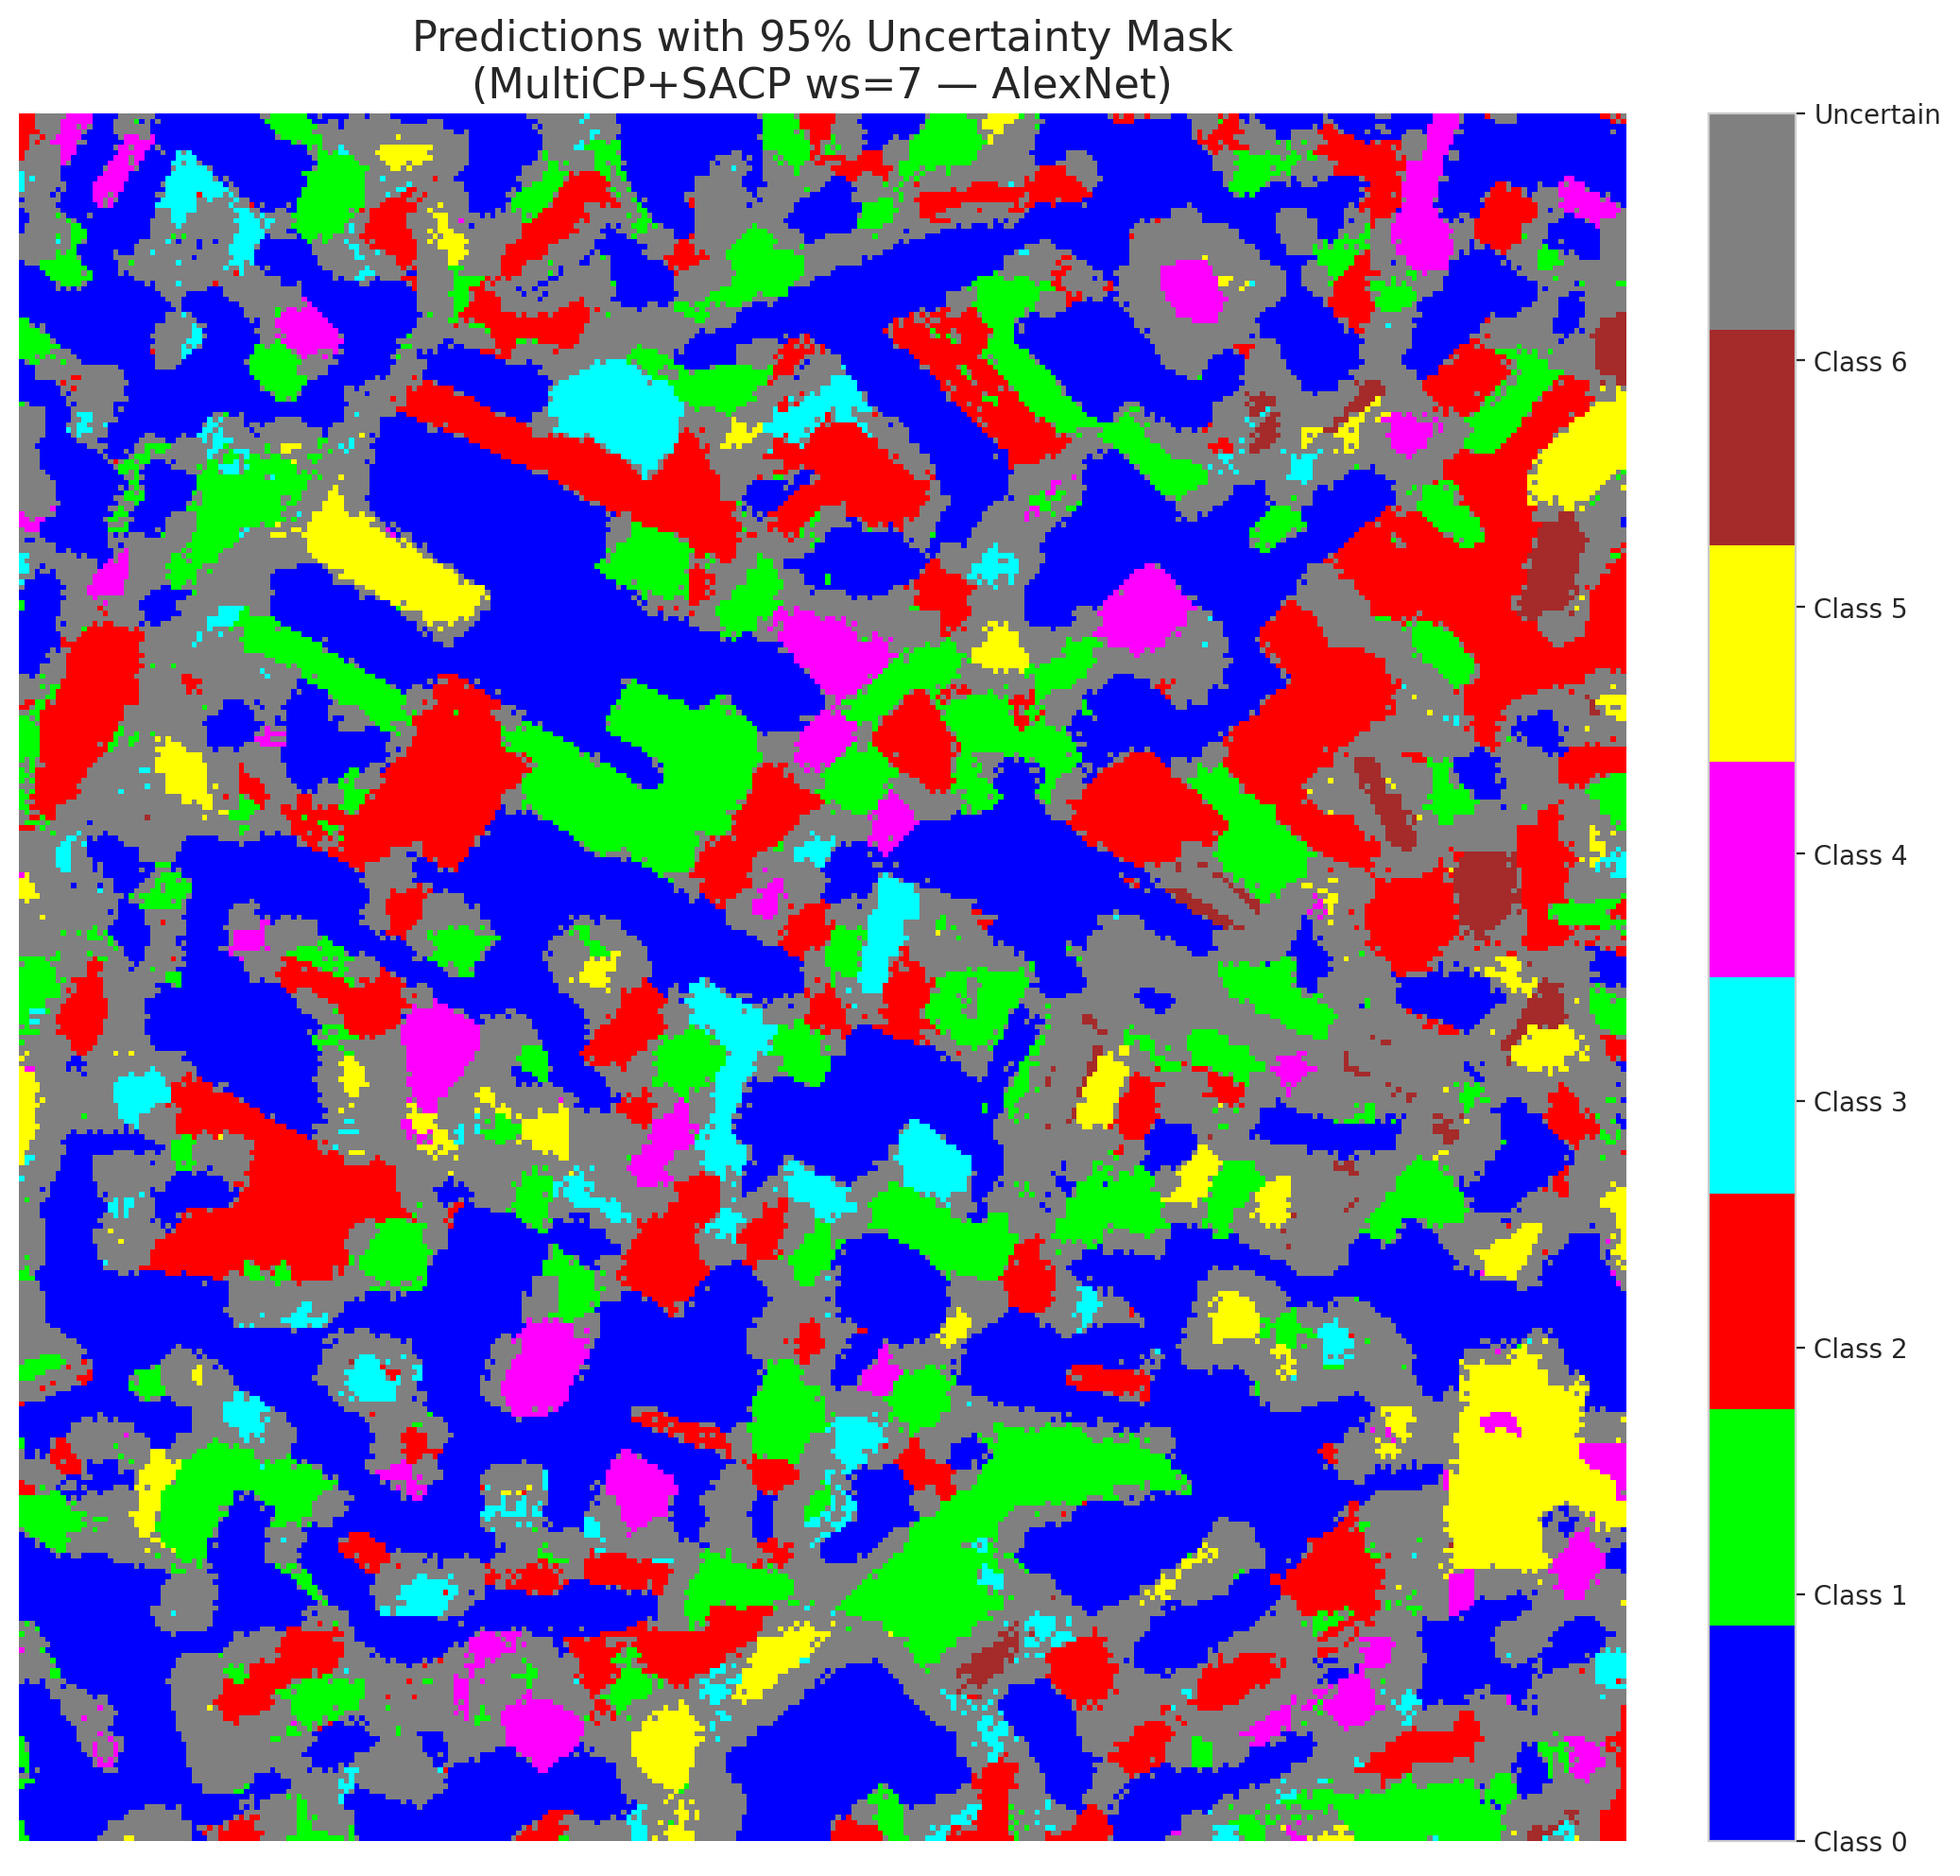 Predictions with 95% Uncertainty Mask
(MultiCP+SACP ws=7 — AlexNet)
Uncertain
Class 6
Class 5
Class 4
Class 3
Class 2
Class 1
Class 0